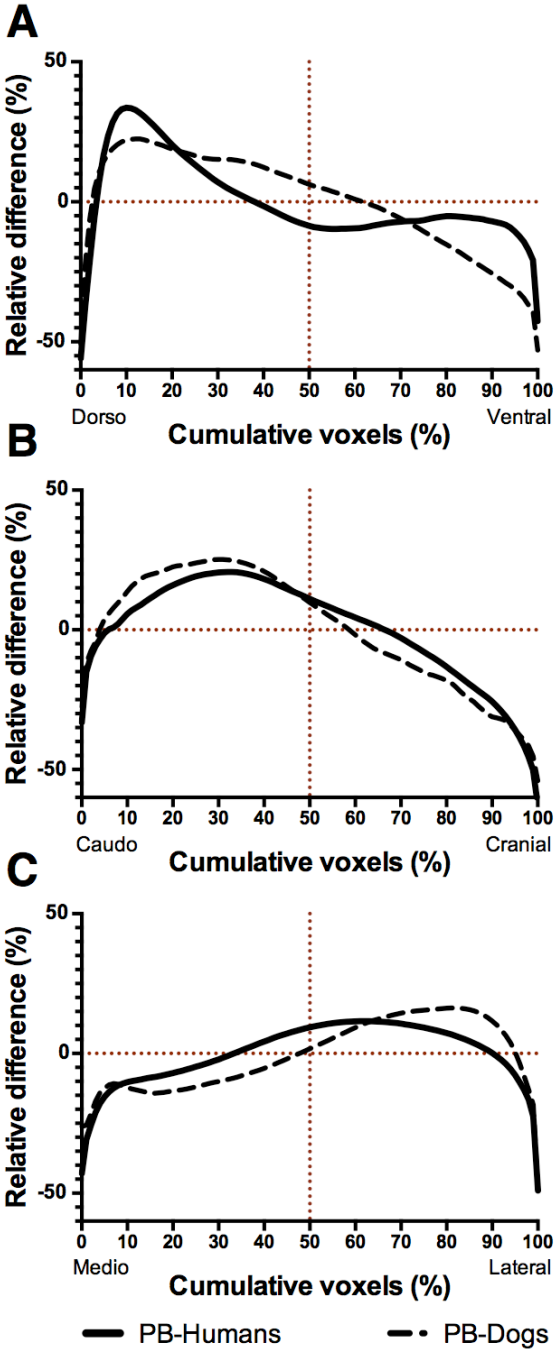 A
Relative difference (%)
50
0
-50
0 10 20 30 40 50 60 70 80 90 100
Dorso Ventral
Cumulative voxels (%)
B
Relative difference (%)
50
0
-50
0 10 20 30 40 50 60 70 80 90 100
Caudo Cranial
Cumulative voxels (%)
C
Relative difference (%)
50
0
-50
0 10 20 30 40 50 60 70 80 90 100
Medio Lateral
Cumulative voxels (%)
PB-Humans PB-Dogs